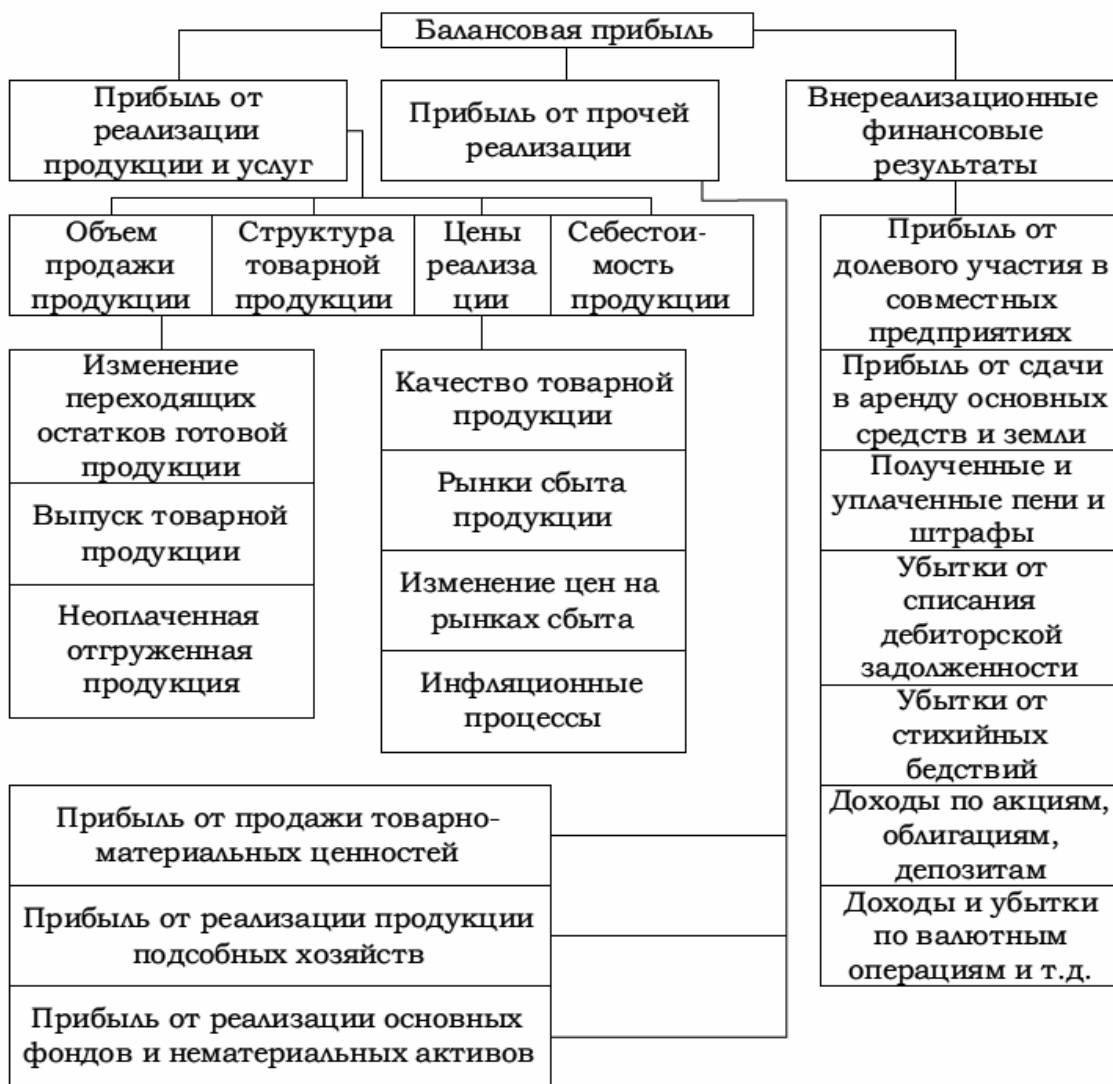 Балансовая прибыль
Прибыль от
реализации
продукции и услуг
Прибыль от прочей
реализации
Внереализационные
финансовые
результаты
Объем
продажи
продукции
Структура
товарной
продукции
Цены
реализа
ции
Себестои-
мость
продукции
Изменение
переходящих
остатков готовой
продукции
Выпуск товарной
продукции
Неоплаченная
отгруженная
продукция
Качество товарной
продукции
Рынки сбыта
продукции
Изменение цен на
рынках сбыта
Инфляционные
процессы
Прибыль от
долевого участия в
совместных
предприятиях
Прибыль от сдачи
в аренду основных
средств и земли
Полученные и
уплаченные пени и
штрафы
Убытки от
списания
дебиторской
задолженности
Убытки от
стихийных
бедствий
Доходы по акциям,
облигациям,
депозитам
Доходы и убытки
по валютным
операциям и т.д.
Прибыль от продажи товарно-
материальных ценностей
Прибыль от реализации продукции
подсобных хозяйств
Прибыль от реализации основных
фондов и нематериальных активов